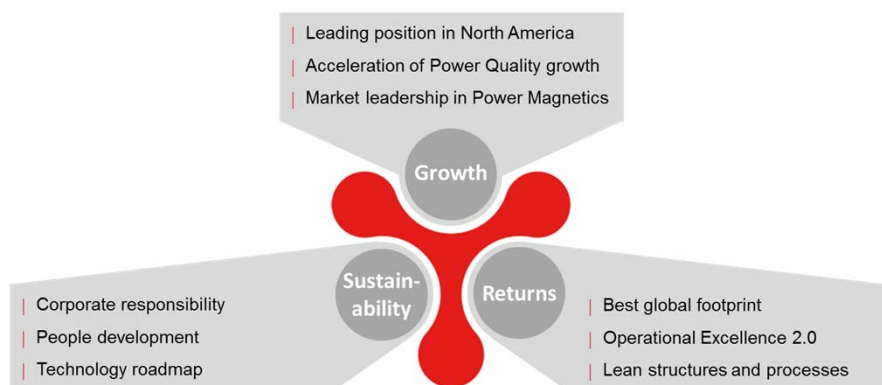 Leading position in North America
Acceleration of Power Quality growth
Market leadership in Power Magnetics
Growth
Sustain-
ability
Returns
Corporate responsibility
People development
Technology roadmap
Best global footprint
Operational Excellence 2.0
Lean structures and processes